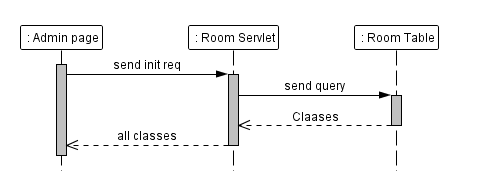 : Admin page
: Room Servlet
: Room Table
send init req
send query
Claases
all classes